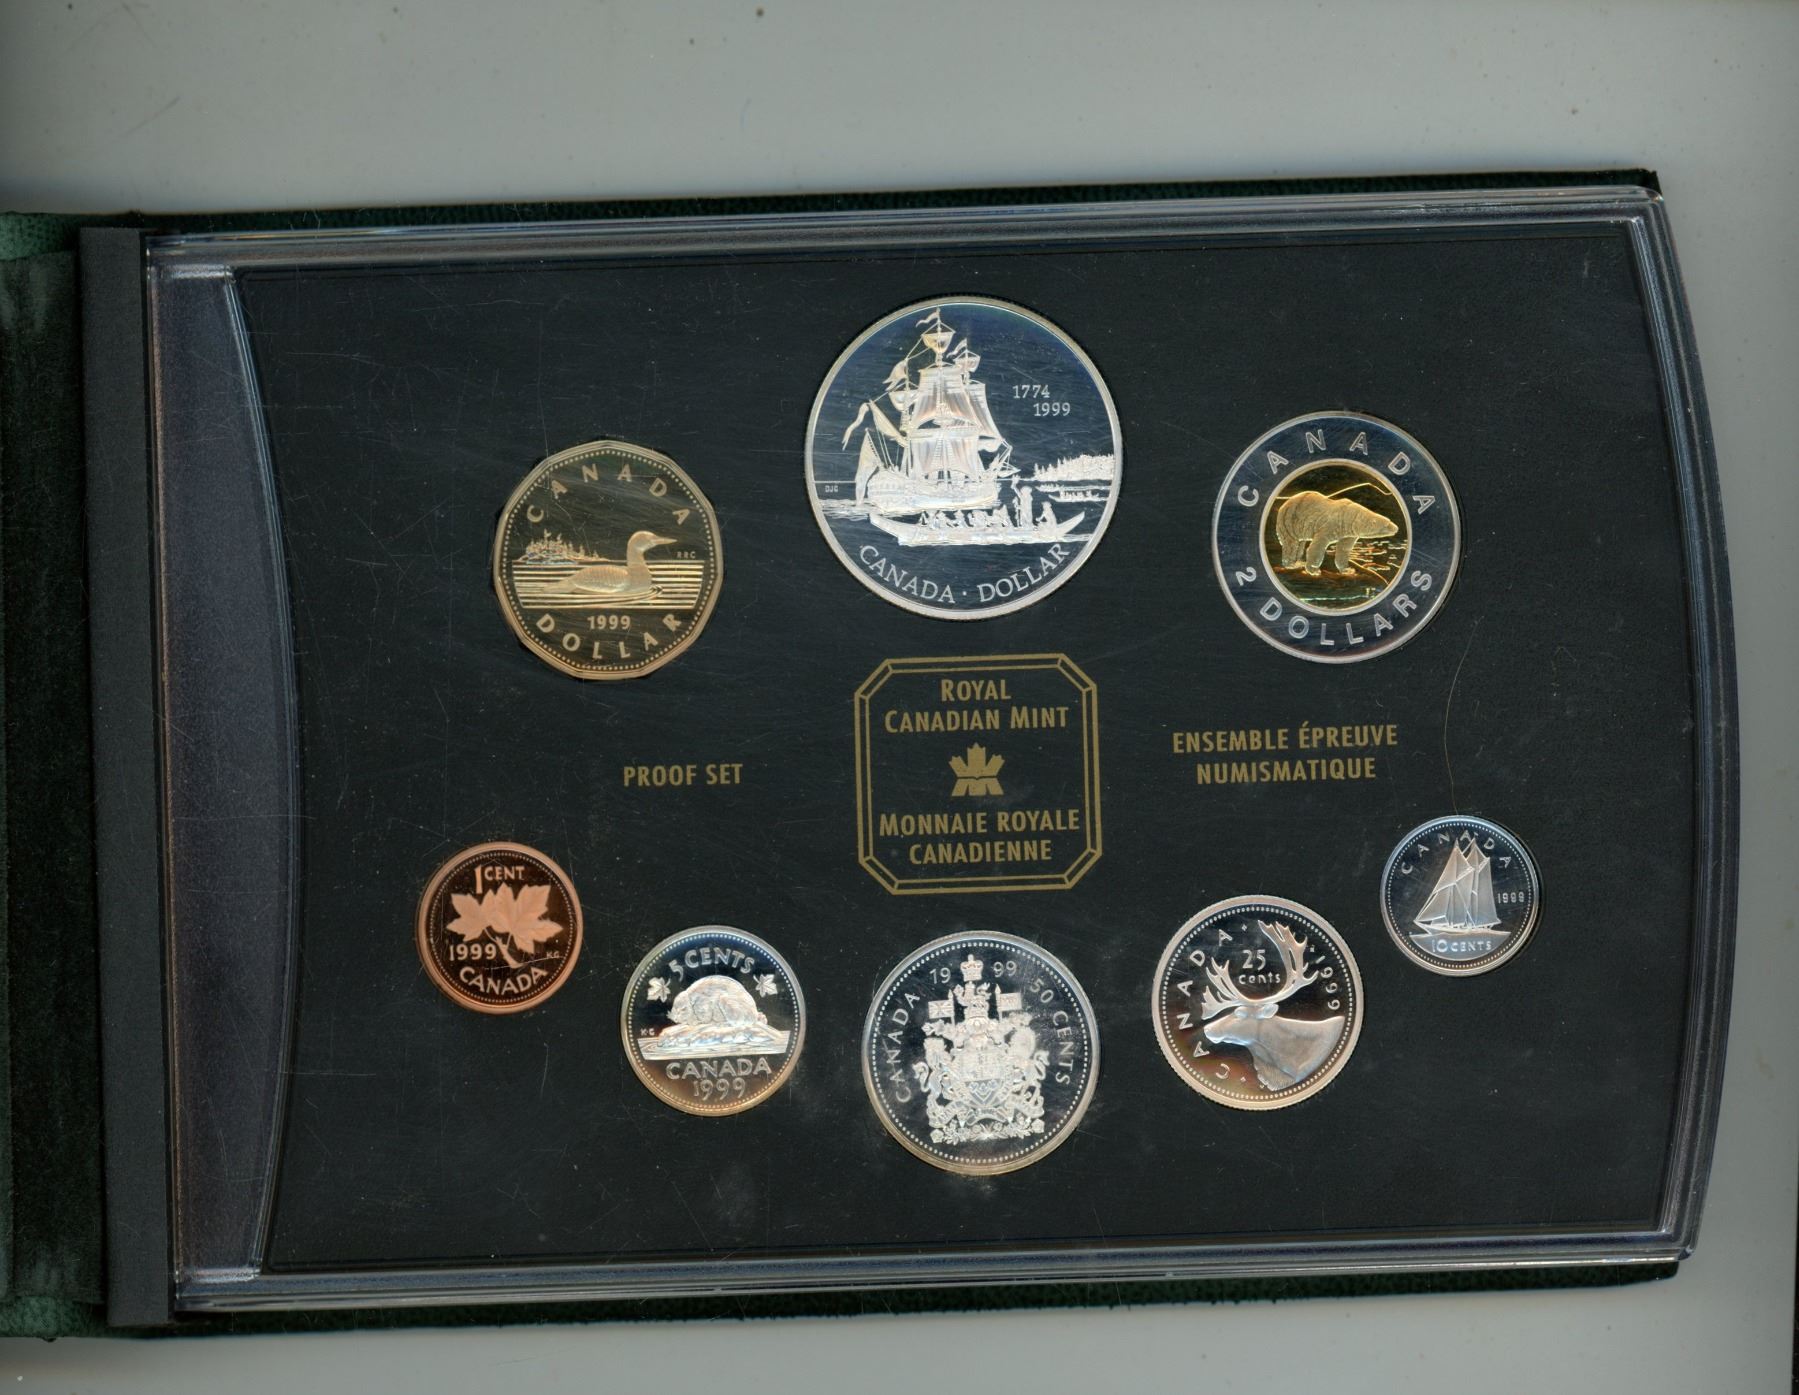 1774
1999
DJC
CANADA · DOLLAR
CANADA
RRC
1999
DOLLAR
CANADA
2 DOLLARS
ROYAL
CANADIAN MINT
MONNAIE ROYALE
CANADIENNE
PROOF SET
ENSEMBLE ÉPREUVE
NUMISMATIQUE
1 CENT
1999
KG
CANADA
5 CENTS
K·G
CANADA
1999
19 99
CANADA
50 CENTS
CANADA
25
cents
1999
CANADA
1999
10 CENTS